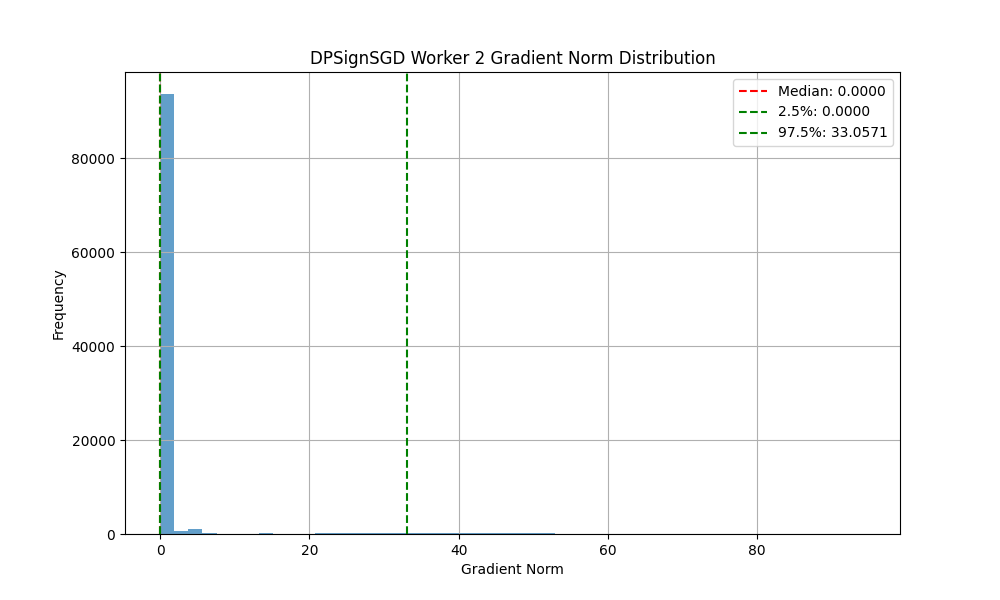 DPSignSGD Worker 2 Gradient Norm Distribution
Median: 0.0000
2.5%: 0.0000
97.5%: 33.0571
80000
60000
40000
20000
0
Frequency
0 20 40 60 80
Gradient Norm